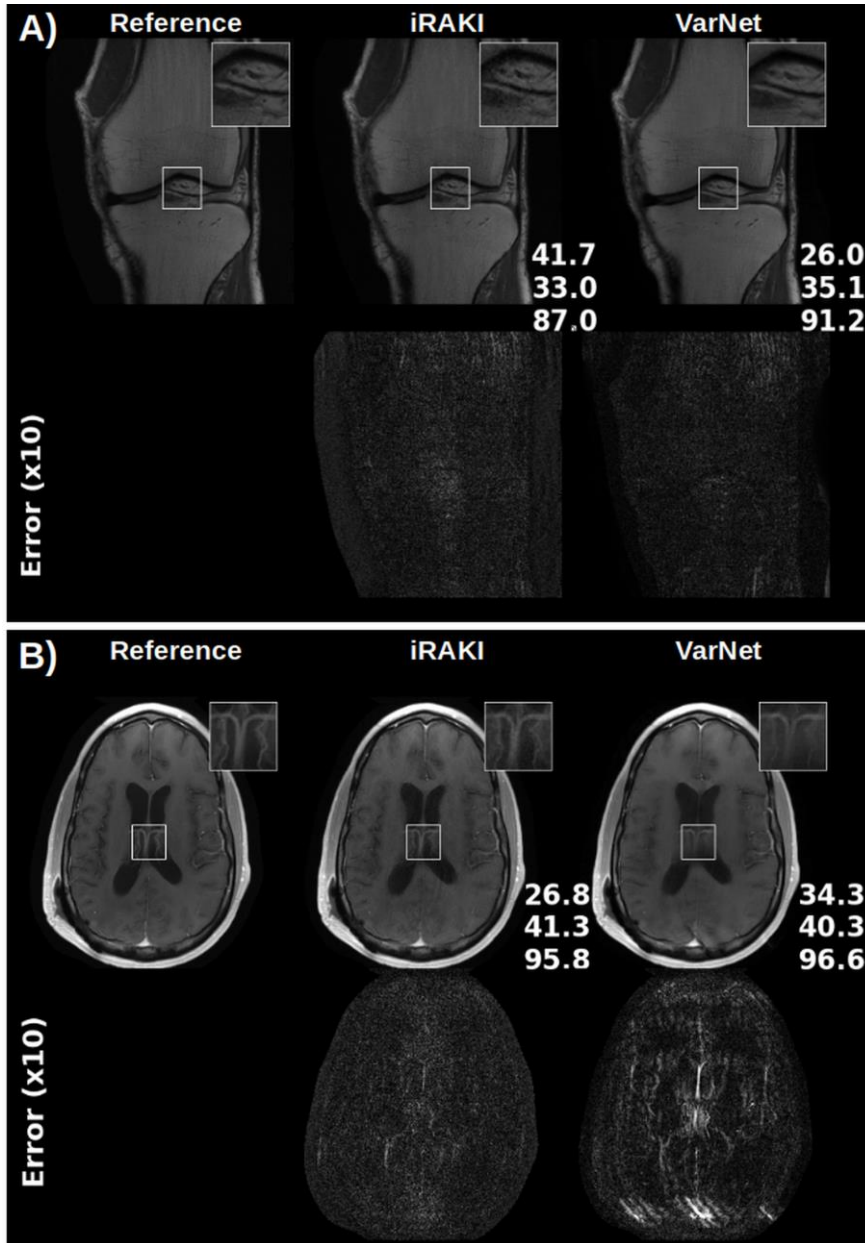 A)
Reference iRAKI VarNet
41.7 26.0
33.0 35.1
87.0 91.2
Error (x10)
B)
Reference iRAKI VarNet
26.8 34.3
41.3 40.3
95.8 96.6
Error (x10)